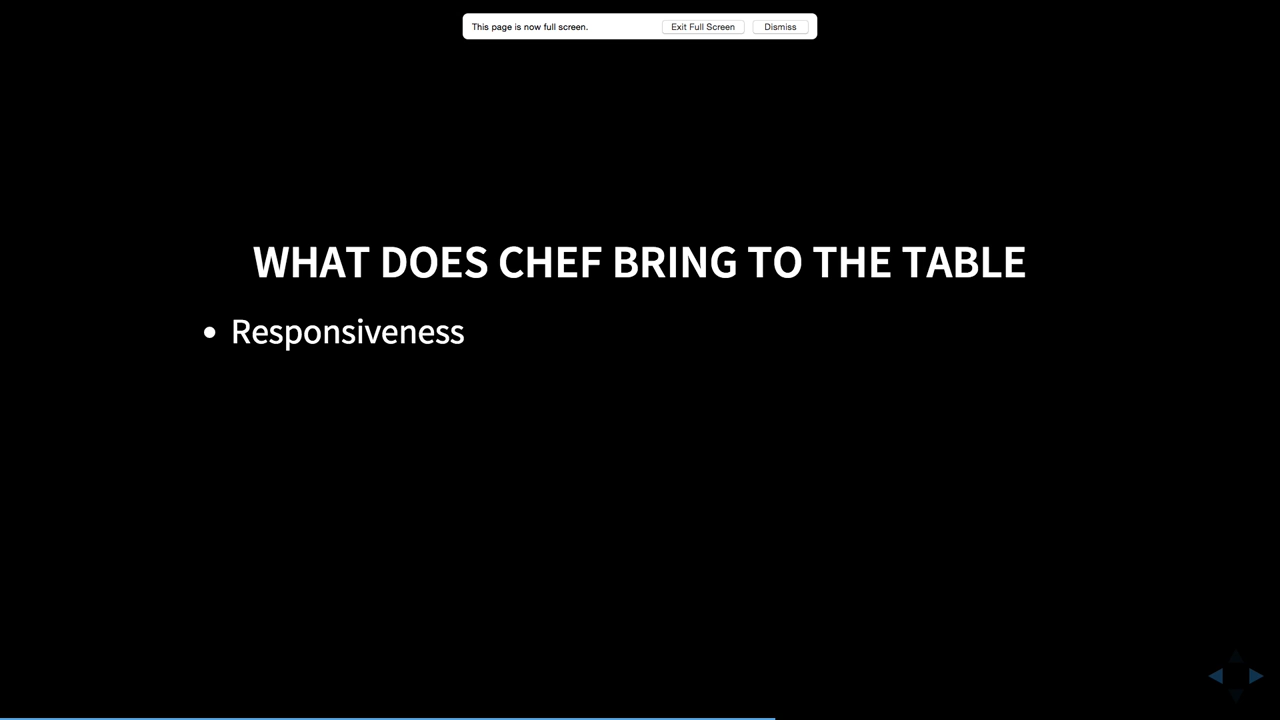 This page is now full screen. Exit Full Screen Dismiss
WHAT DOES CHEF BRING TO THE TABLE
• Responsiveness